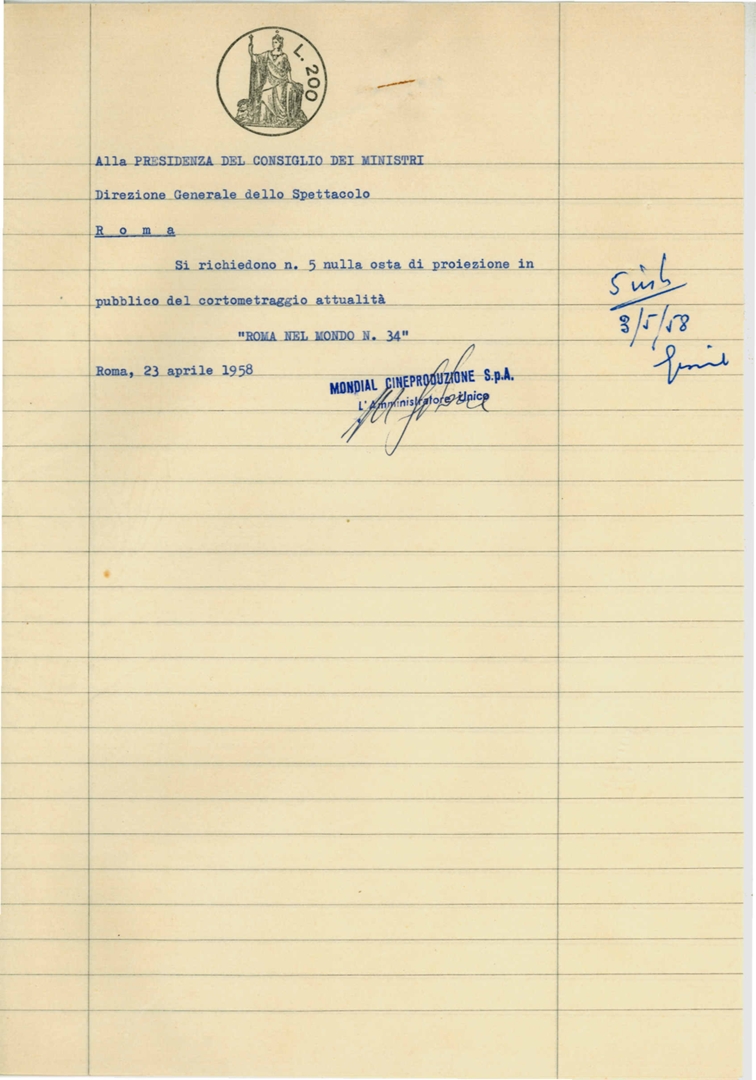 L. 200
Alla PRESIDENZA DEL CONSIGLIO DEI MINISTRI
Direzione Generale dello Spettacolo
R o m a
Si richiedono n. 5 nulla osta di proiezione in
pubblico del cortometraggio attualità
"ROMA NEL MONDO N. 34"
Roma, 23 aprile 1958
MONDIAL CINEPRODUZIONE S.p.A.
L'Amministratore Unico
5
3/5/58